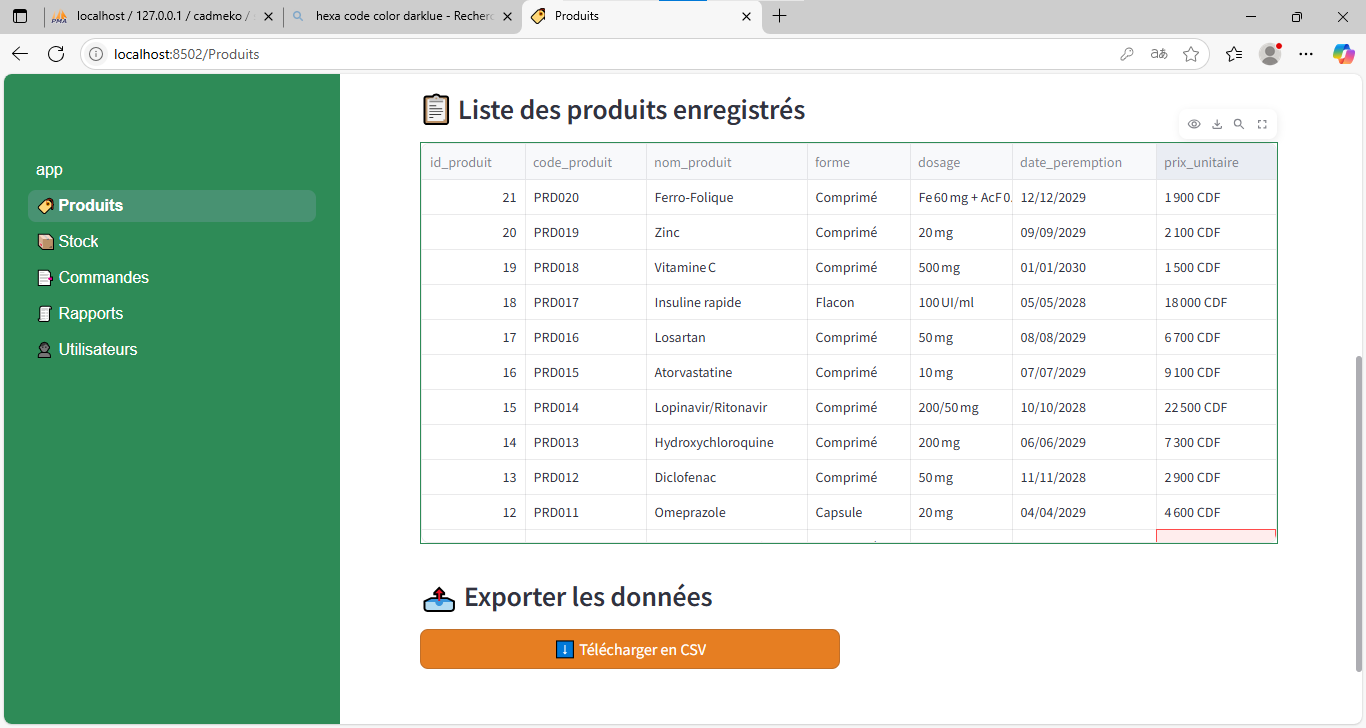 localhost / 127.0.0.1 / cadmeko /
hexa code color darklue - Recherc
Produits
localhost:8502/Produits
app
Produits
Stock
Commandes
Rapports
Utilisateurs
Liste des produits enregistrés
id_produit code_produit nom_produit forme dosage date_peremption prix_unitaire
21 PRD020 Ferro-Folique Comprimé Fe 60 mg + AcF 0. 12/12/2029 1 900 CDF
20 PRD019 Zinc Comprimé 20 mg 09/09/2029 2 100 CDF
19 PRD018 Vitamine C Comprimé 500 mg 01/01/2030 1 500 CDF
18 PRD017 Insuline rapide Flacon 100 UI/ml 05/05/2028 18 000 CDF
17 PRD016 Losartan Comprimé 50 mg 08/08/2029 6 700 CDF
16 PRD015 Atorvastatine Comprimé 10 mg 07/07/2029 9 100 CDF
15 PRD014 Lopinavir/Ritonavir Comprimé 200/50 mg 10/10/2028 22 500 CDF
14 PRD013 Hydroxychloroquine Comprimé 200 mg 06/06/2029 7 300 CDF
13 PRD012 Diclofenac Comprimé 50 mg 11/11/2028 2 900 CDF
12 PRD011 Omeprazole Capsule 20 mg 04/04/2029 4 600 CDF
Exporter les données
Télécharger en CSV